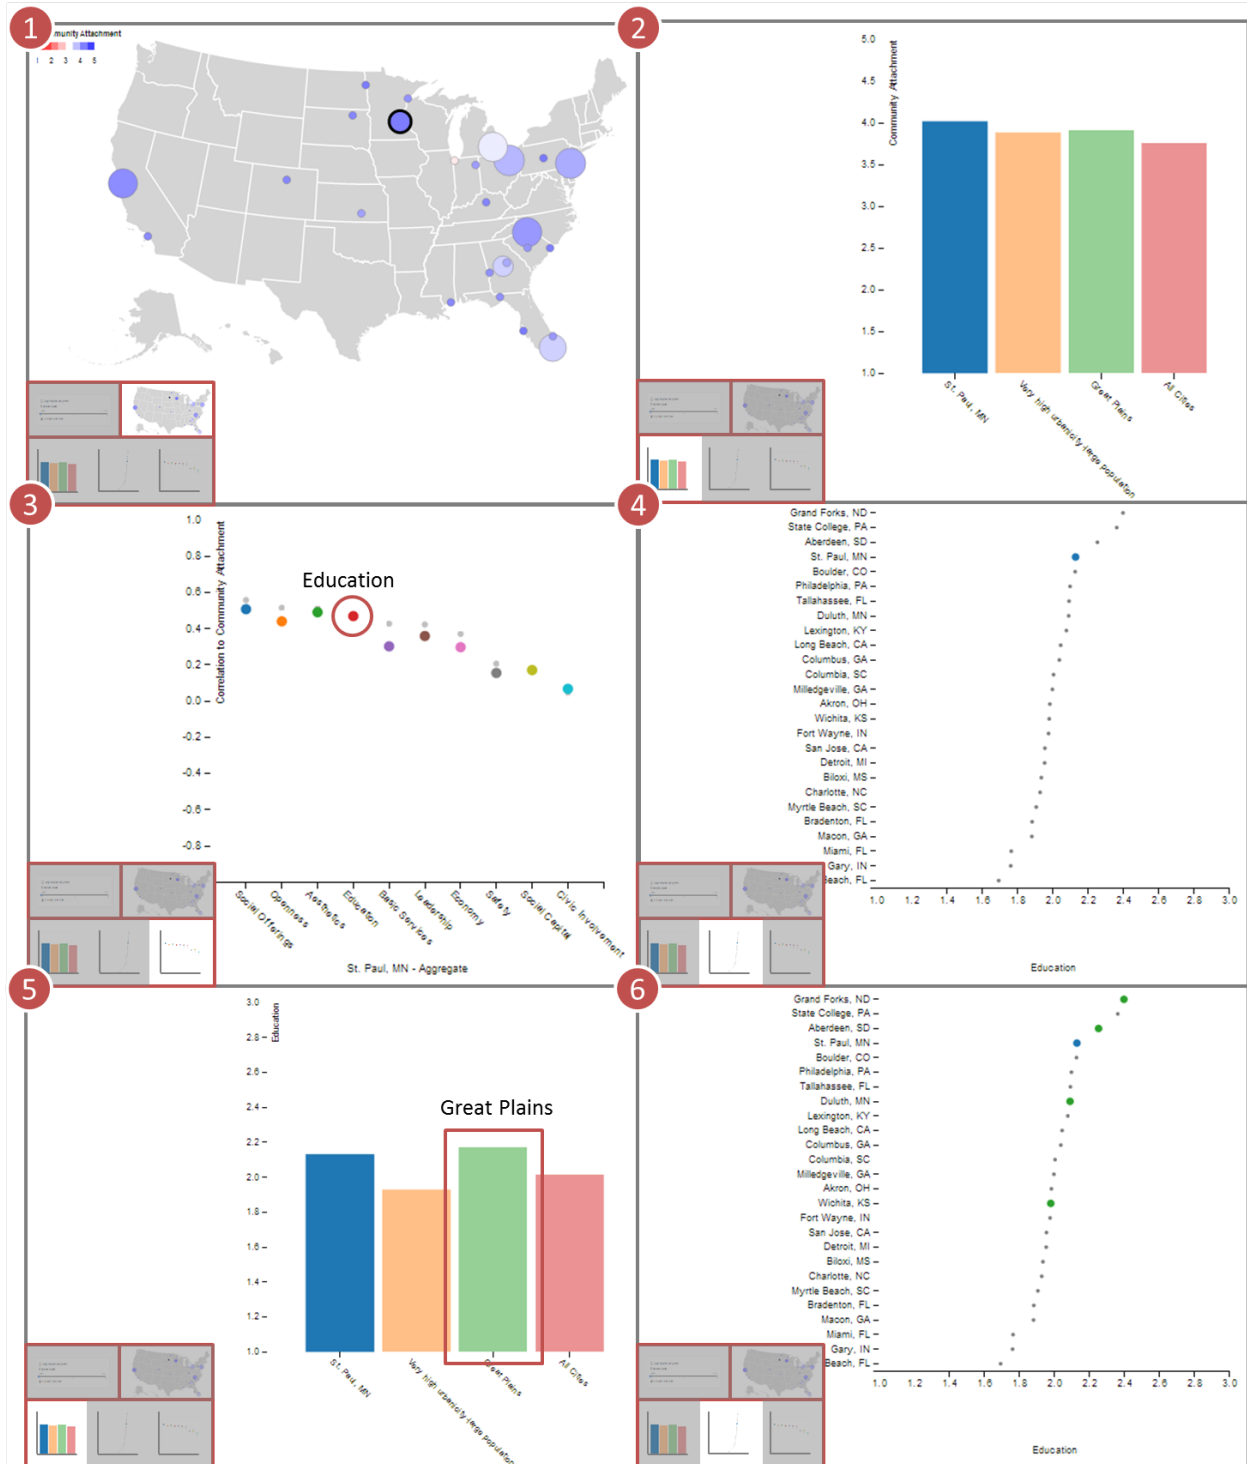 1
munity Attachment
1 2 3 4 5
2
5.0
4.5
4.0
3.5
3.0
2.5
2.0
1.5
1.0
Community Attachment
St. Paul, MN
Very high urbanicity-large population
Great Plains
All Cities
3
1.0
0.8
0.6
0.4
0.2
0.0
-0.2
-0.4
-0.6
-0.8
Correlation to Community Attachment
Education
Social Offerings
Openness
Aesthetics
Education
Basic Services
Leadership
Economy
Safety
Social Capital
Civic Involvement
St. Paul, MN - Aggregate
4
Grand Forks, ND
State College, PA
Aberdeen, SD
St. Paul, MN
Boulder, CO
Philadelphia, PA
Tallahassee, FL
Duluth, MN
Lexington, KY
Long Beach, CA
Columbus, GA
Columbia, SC
Milledgeville, GA
Akron, OH
Wichita, KS
Fort Wayne, IN
San Jose, CA
Detroit, MI
Biloxi, MS
Charlotte, NC
Myrtle Beach, SC
Bradenton, FL
Macon, GA
Miami, FL
Gary, IN
Beach, FL
1.0 1.2 1.4 1.6 1.8 2.0 2.2 2.4 2.6 2.8 3.0
Education
5
3.0
2.8
2.6
2.4
2.2
2.0
1.8
1.6
1.4
1.2
1.0
Education
Great Plains
St. Paul, MN
Very high urbanicity-large population
Great Plains
All Cities
6
Grand Forks, ND
State College, PA
Aberdeen, SD
St. Paul, MN
Boulder, CO
Philadelphia, PA
Tallahassee, FL
Duluth, MN
Lexington, KY
Long Beach, CA
Columbus, GA
Columbia, SC
Milledgeville, GA
Akron, OH
Wichita, KS
Fort Wayne, IN
San Jose, CA
Detroit, MI
Biloxi, MS
Charlotte, NC
Myrtle Beach, SC
Bradenton, FL
Macon, GA
Miami, FL
Gary, IN
Beach, FL
1.0 1.2 1.4 1.6 1.8 2.0 2.2 2.4 2.6 2.8 3.0
Education